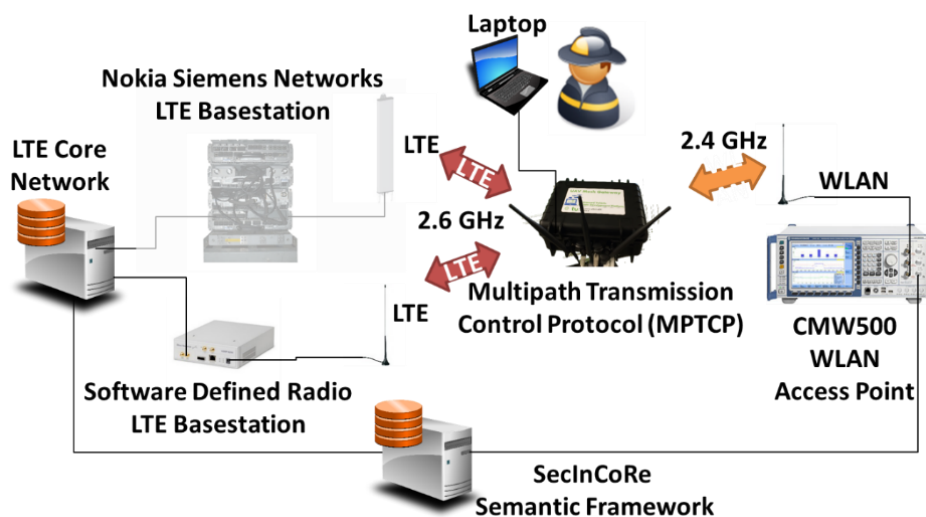 Laptop
Nokia Siemens Networks
LTE Basestation
LTE Core
Network
LTE
LTE
2.4 GHz
WLAN
2.6 GHz
LTE
LTE
Multipath Transmission
Control Protocol (MPTCP)
CMW500
WLAN
Access Point
Software Defined Radio
LTE Basestation
SecInCoRe
Semantic Framework